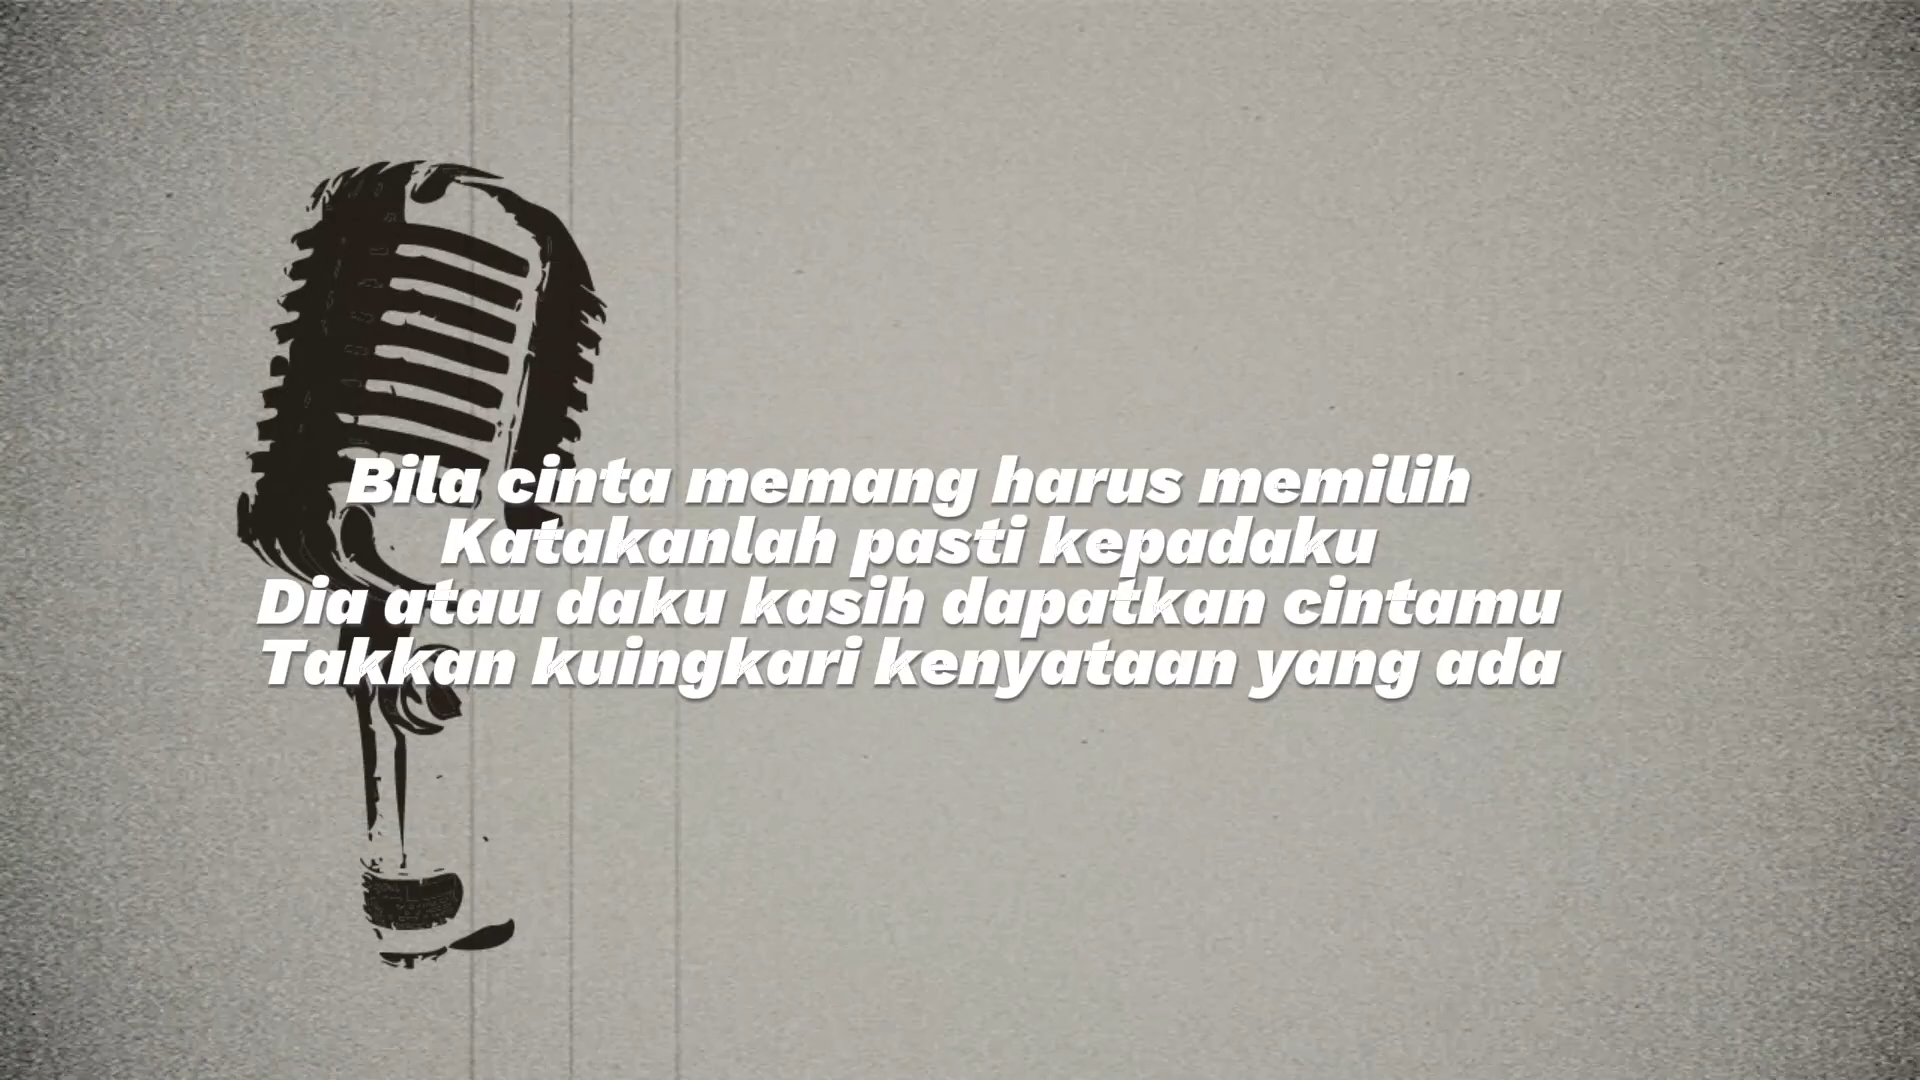 Bila cinta memang harus memilih
Katakanlah pasti kepadaku
Dia atau daku kasih dapatkan cintamu
Takkan kuingkari kenyataan yang ada